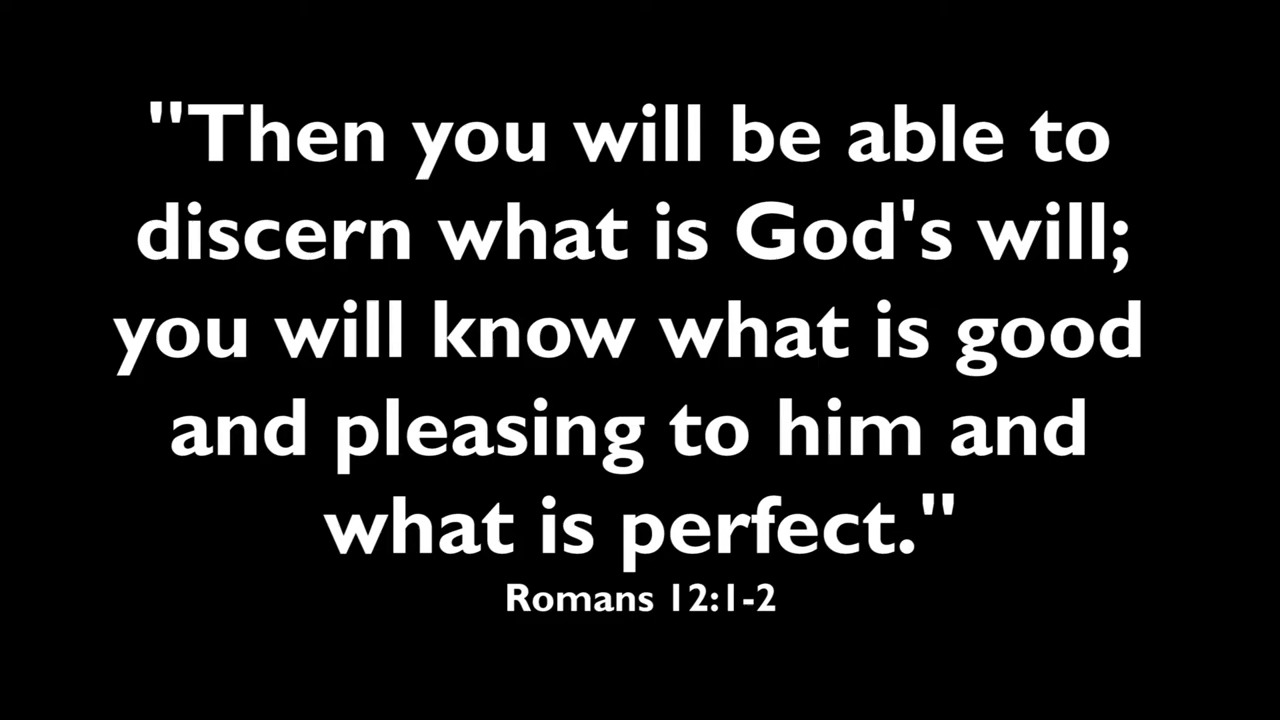 "Then you will be able to
discern what is God's will;
you will know what is good
and pleasing to him and
what is perfect."
Romans 12:1-2